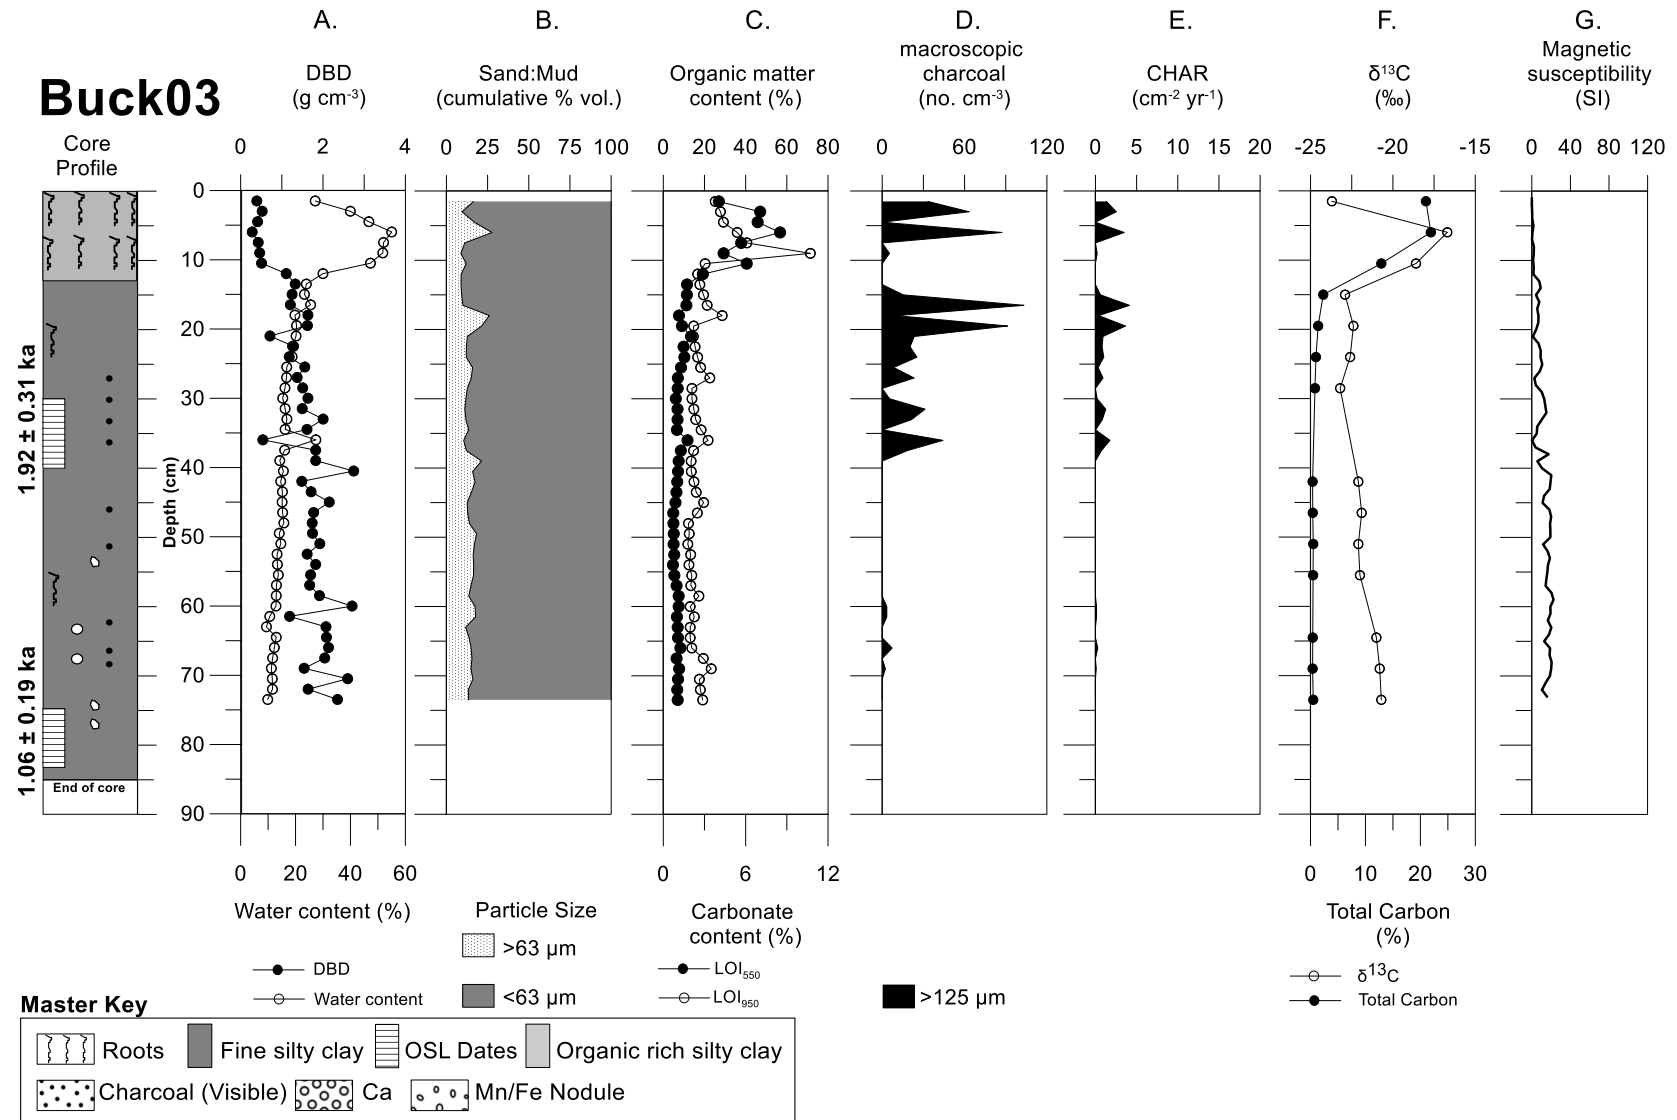 A. B. C. D. E. F. G.
Buck03
Core
Profile
DBD
(g cm⁻³)
Sand:Mud
(cumulative % vol.)
Organic matter
content (%)
macroscopic
charcoal
(no. cm⁻³)
CHAR
(cm⁻² yr⁻¹)
δ¹³C
(‰)
Magnetic
susceptibility
(SI)
0 2 4
0 25 50 75 100
0 20 40 60 80
0 60 120
0 5 10 15 20
-25 -20 -15
0 40 80 120
0
10
20
30
40
50
60
70
80
90
Depth (cm)
1.92 ± 0.31 ka
1.06 ± 0.19 ka
End of core
0 20 40 60
Water content (%)
DBD
Water content
Particle Size
>63 µm
<63 µm
0 6 12
Carbonate
content (%)
LOI₅₅₀
LOI₉₅₀
>125 µm
0 10 20 30
Total Carbon
(%)
δ¹³C
Total Carbon
Master Key
Roots Fine silty clay OSL Dates Organic rich silty clay
Charcoal (Visible) Ca Mn/Fe Nodule